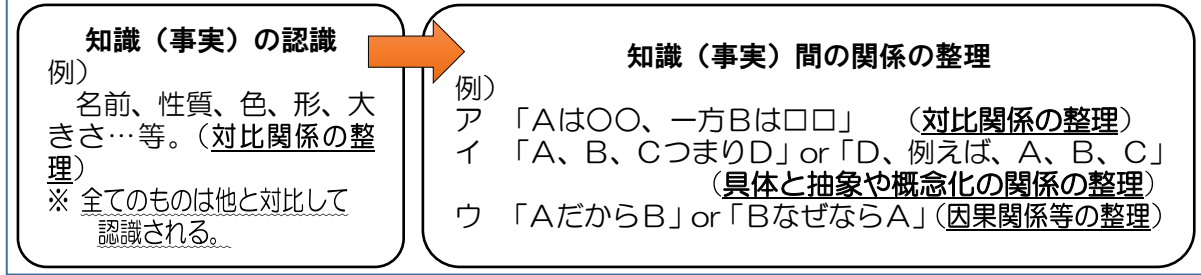 知識（事実）の認識
例）
名前、性質、色、形、大
きさ…等。（対比関係の整
理）
※ 全てのものは他と対比して
認識される。
知識（事実）間の関係の整理
例）
ア 「Aは〇〇、一方Bは□□」 （対比関係の整理）
イ 「A、B、CつまりD」or「D、例えば、A、B、C」
（具体と抽象や概念化の関係の整理）
ウ 「AだからB」or「BなぜならA」（因果関係等の整理）